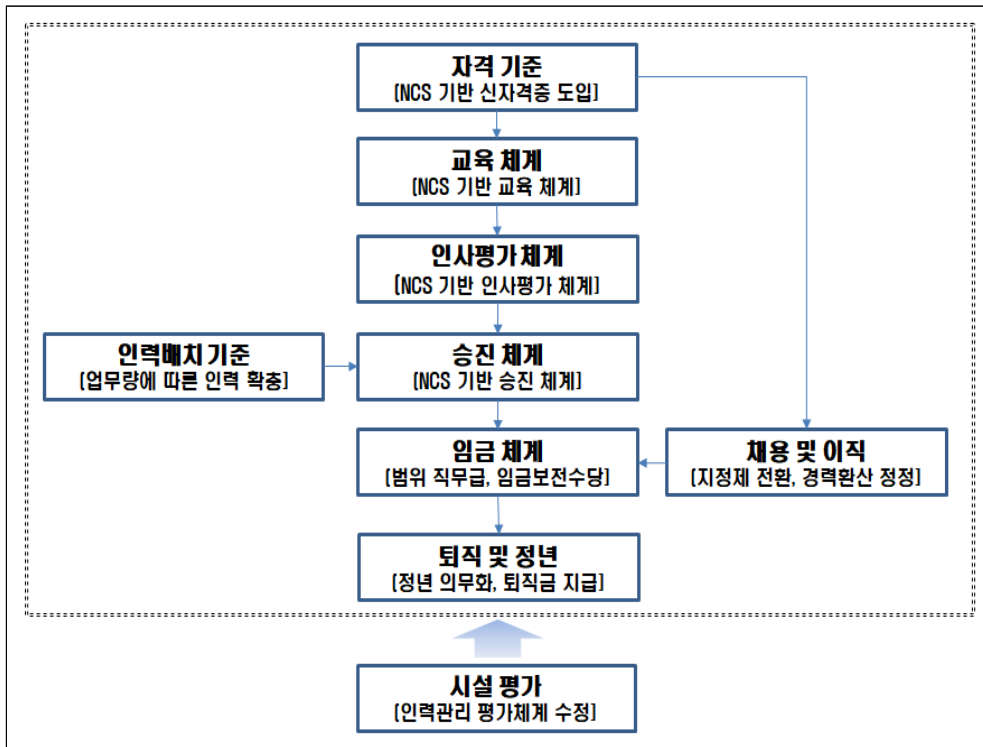 자격 기준
[NCS 기반 신자격증 도입]
교육 체계
[NCS 기반 교육 체계]
인사평가 체계
[NCS 기반 인사평가 체계]
인력배치 기준
[업무량에 따른 인력 확충]
승진 체계
[NCS 기반 승진 체계]
임금 체계
[범위 직무급, 임금보전수당]
채용 및 이직
[지정제 전환, 경력환산 정정]
퇴직 및 정년
[정년 의무화, 퇴직금 지급]
시설 평가
[인력관리 평가체계 수정]